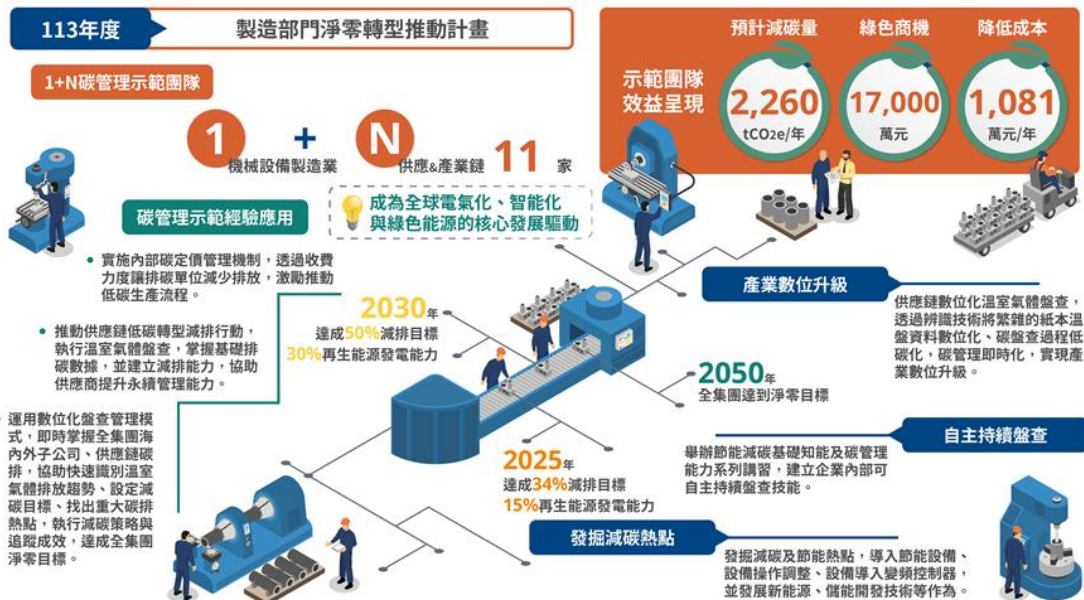 113年度
製造部門淨零轉型推動計畫
1+N碳管理示範團隊
1 + N
機械設備製造業
供應&產業鏈 11 家
示範團隊
效益呈現
預計減碳量
2,260
tCO2e/年
綠色商機
17,000
萬元
降低成本
1,081
萬元/年
成為全球電氣化、智能化
與綠色能源的核心發展驅動
碳管理示範經驗應用
• 實施內部碳定價管理機制，透過收費
力度讓排碳單位減少排放，激勵推動
低碳生產流程。
• 推動供應鏈低碳轉型減排行動，
執行溫室氣體盤查，掌握基礎排
碳數據，並建立減排能力，協助
供應商提升永續管理能力。
運用數位化盤查管理模
式，即時掌握全集團海
內外子公司、供應鏈碳
排，協助快速識別溫室
氣體排放趨勢、設定減
碳目標、找出重大碳排
熱點，執行減碳策略與
追蹤成效，達成全集團
淨零目標。
2030年
達成50%減排目標
30%再生能源發電能力
2050年
全集團達到淨零目標
2025年
達成34%減排目標
15%再生能源發電能力
產業數位升級
供應鏈數位化溫室氣體盤查，
透過辨識技術將繁雜的紙本溫
盤資料數位化、碳盤查過程低
碳化，碳管理即時化，實現產
業數位升級。
自主持續盤查
舉辦節能減碳基礎知能及碳管理
能力系列講習，建立企業內部可
自主持續盤查技能。
發掘減碳熱點
發掘減碳及節能熱點，導入節能設備、
設備操作調整、設備導入變頻控制器，
並發展新能源、儲能開發技術等作為。